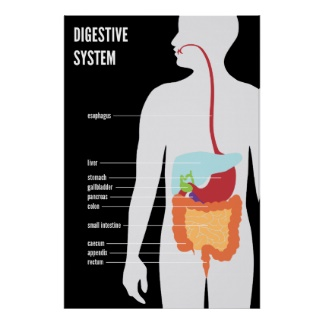 DIGESTIVE
SYSTEM
esophagus
liver
stomach
gallbladder
pancreas
colon
small intestine
caecum
appendix
rectum